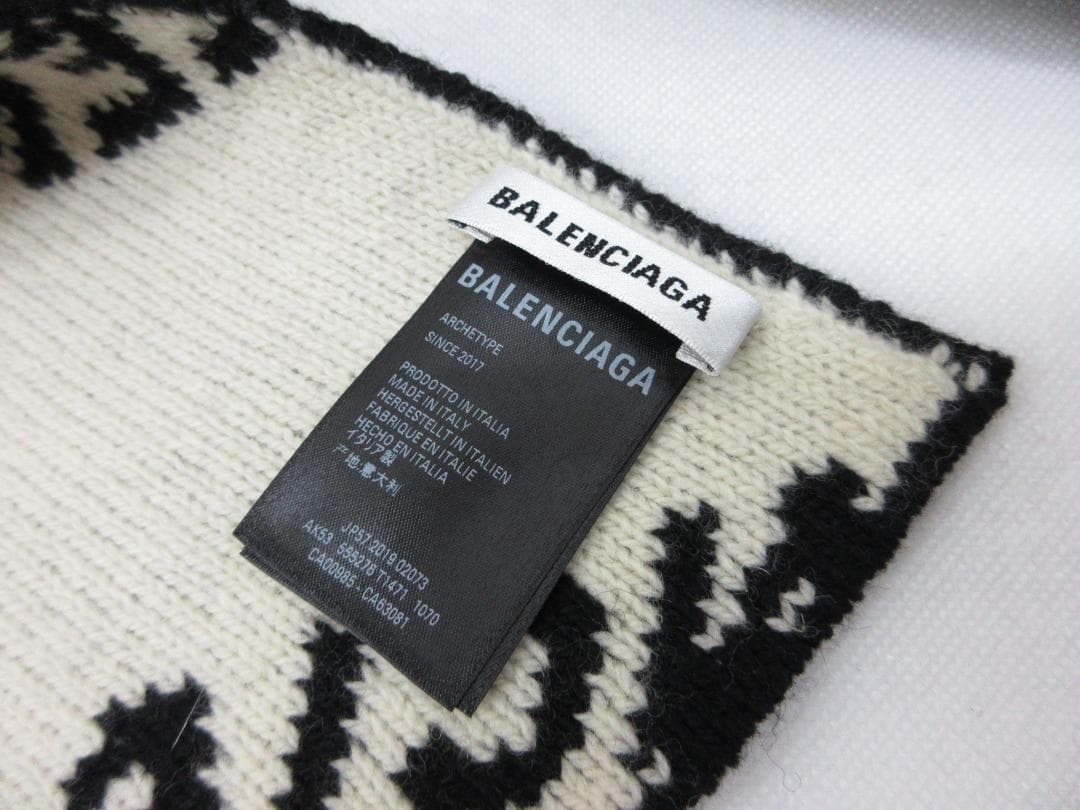 BALENCIAGA
BALENCIAGA
ARCHETYPE
SINCE 2017
PRODOTTO IN ITALIA
MADE IN ITALY
HERGESTELLT IN ITALIEN
FABRIQUE EN ITALIE
HECHO EN ITALIA
イタリア製
产地:意大利
JP57 2019 02073
AK53 565276 T1471 1070
CA00985 - CA63081